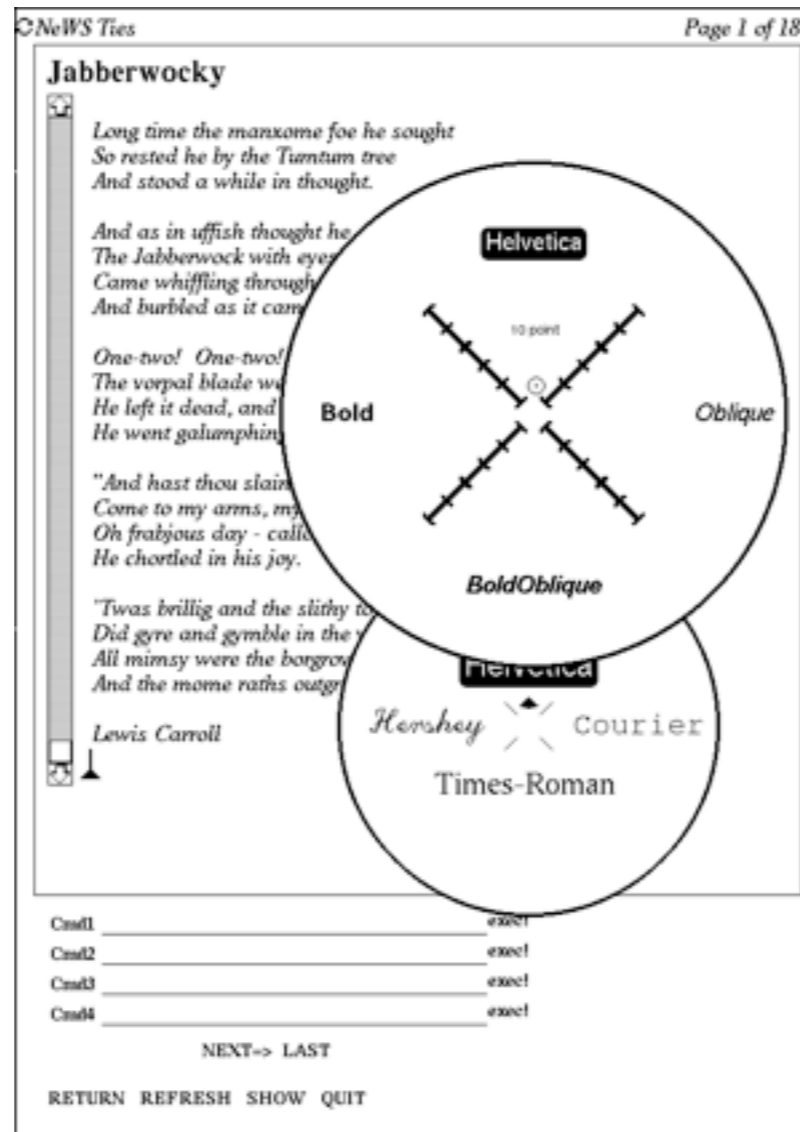 NeWS Ties Page 1 of 18
Jabberwocky
Long time the manxome foe he sought
So rested he by the Tumtum tree
And stood a while in thought.
And as in uffish thought he
The Jabberwock with eyes
Came whiffling through
And burbled as it cam
One-two! One-two!
The vorpal blade we
He left it dead, and
He went galumphing
"And hast thou slain
Come to my arms, my
Oh frabjous day - callo
He chortled in his joy.
'Twas brillig and the slithy to
Did gyre and gymble in the w
All mimsy were the borgrov
And the mome raths outgr
Lewis Carroll
Helvetica
10 point
Bold Oblique
BoldOblique
Helvetica
Hershey Courier
Times-Roman
Cmd1 exec!
Cmd2 exec!
Cmd3 exec!
Cmd4 exec!
NEXT=> LAST
RETURN REFRESH SHOW QUIT